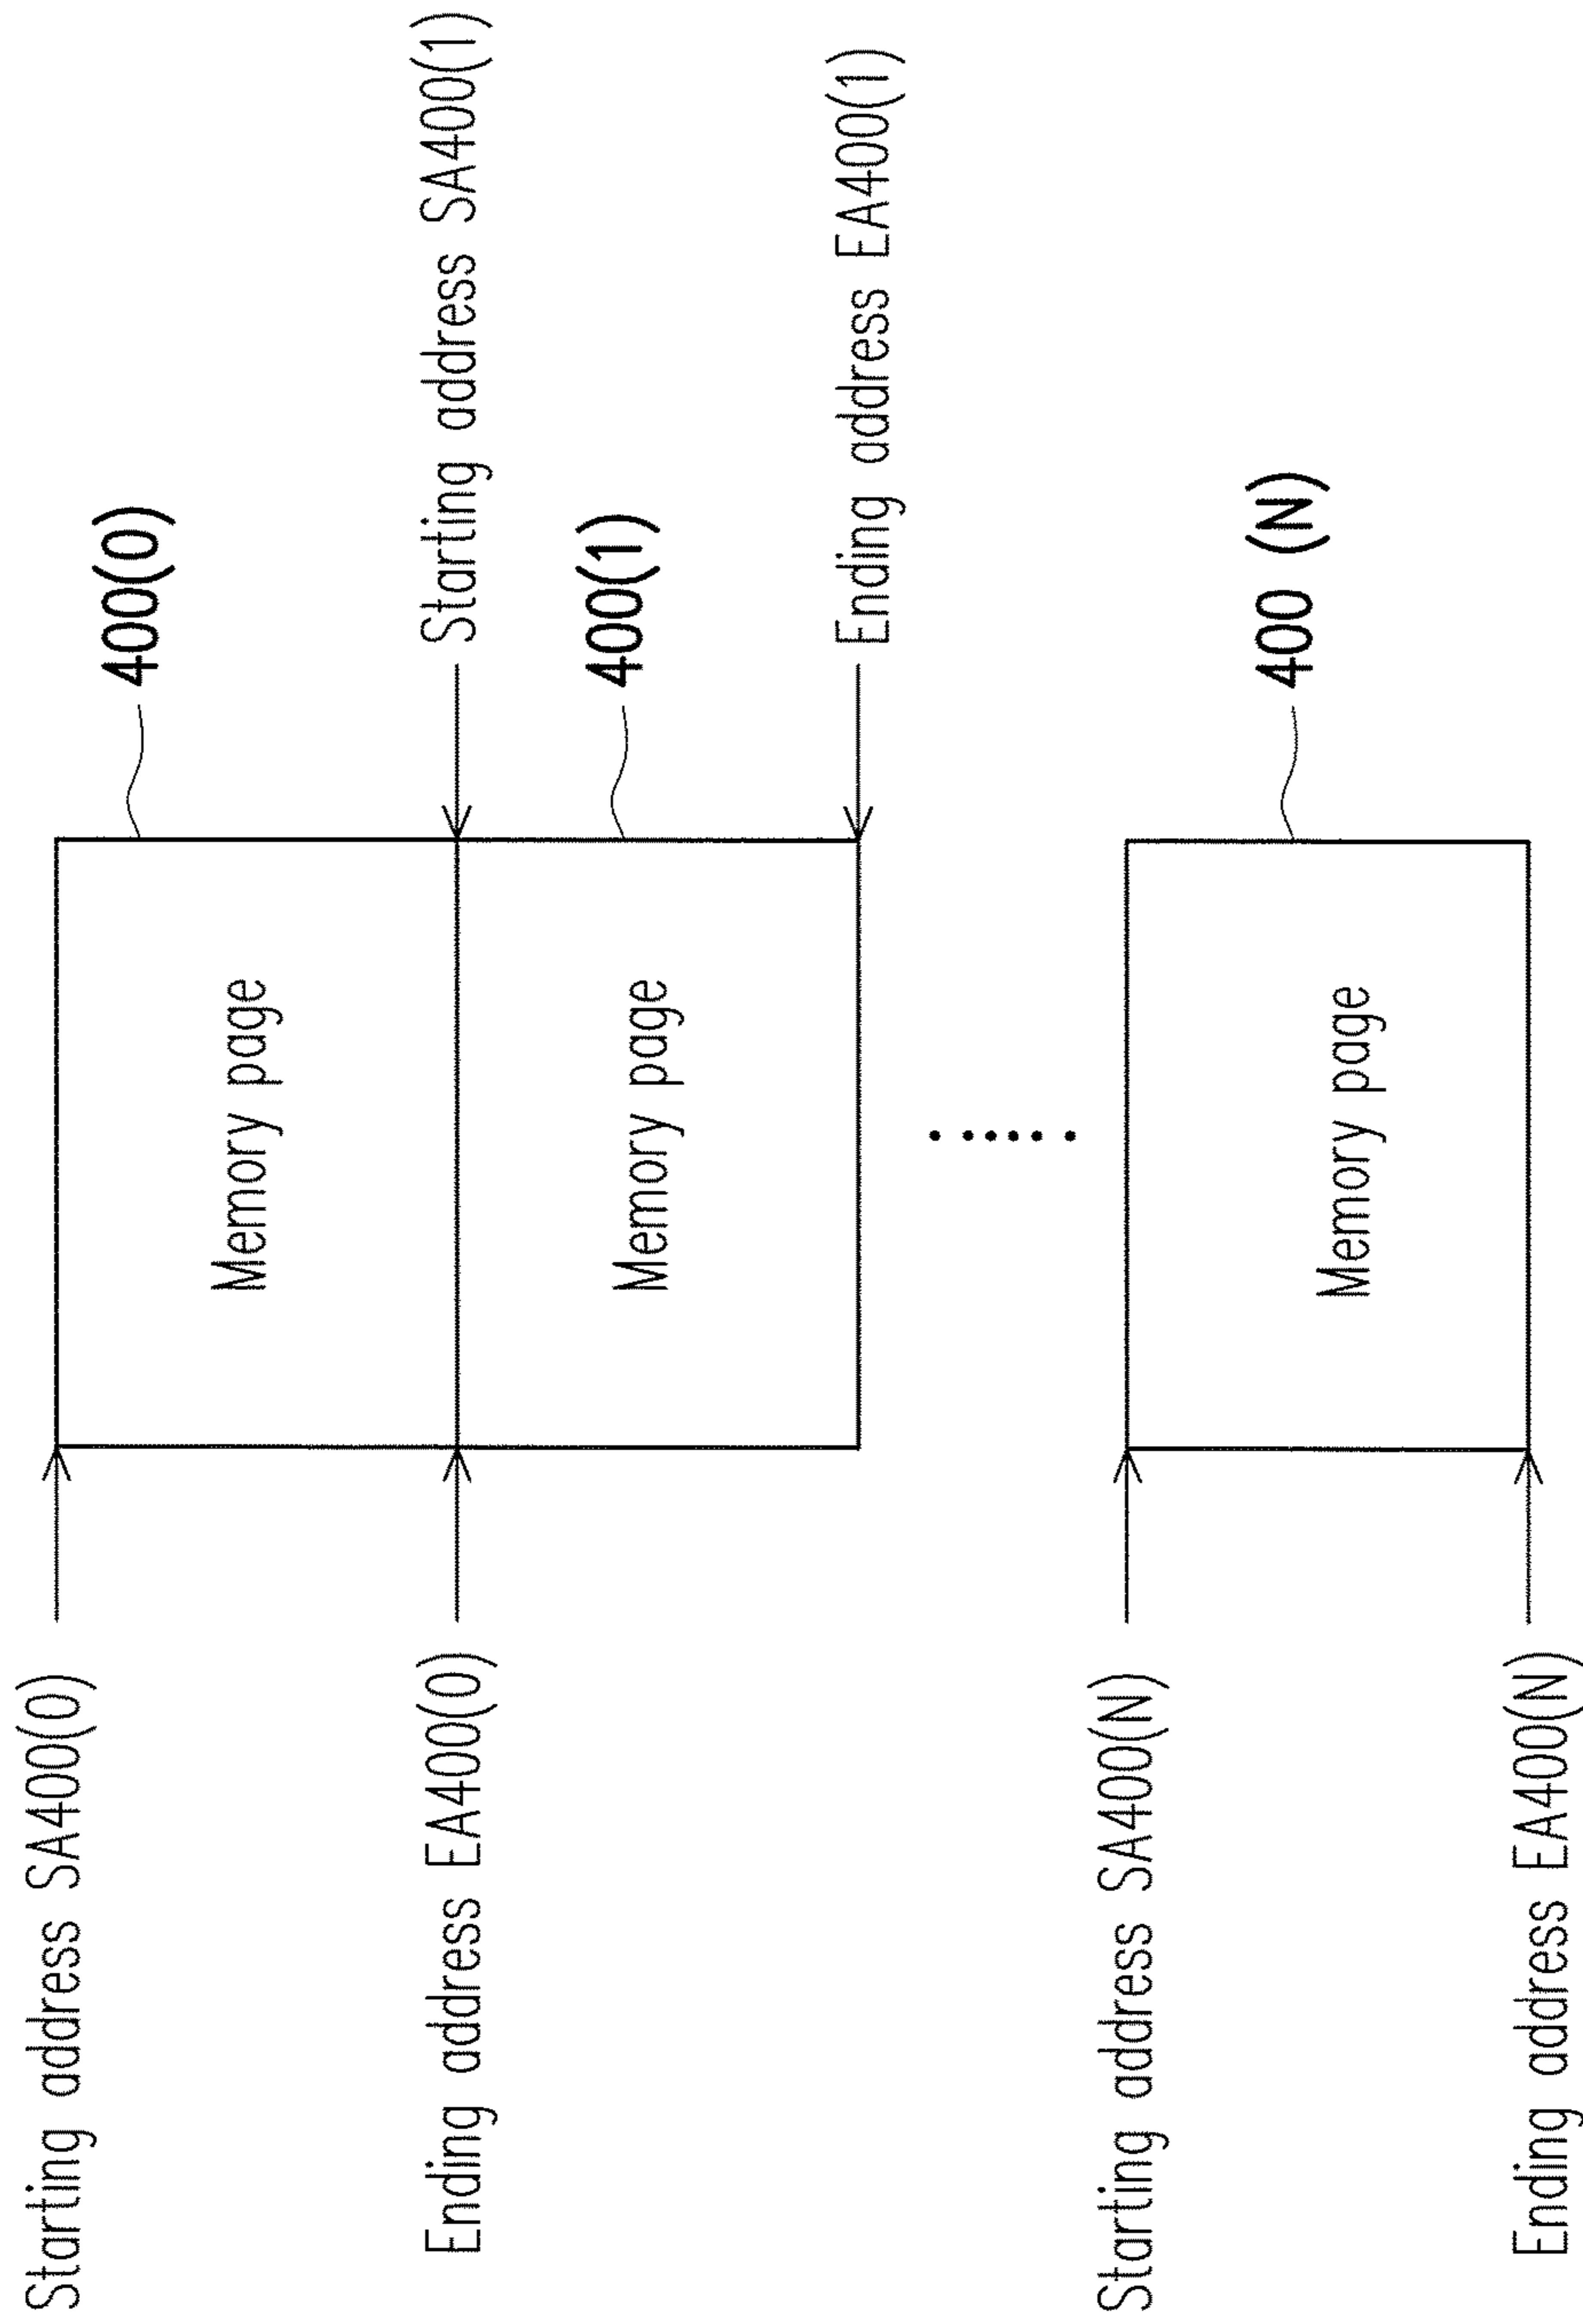 Starting address SA400(0)
Memory page
400(0)
Ending address EA400(0)
Starting address SA400(1)
Memory page
400(1)
Ending address EA400(1)
......
Starting address SA400(N)
Memory page
400 (N)
Ending address EA400(N)